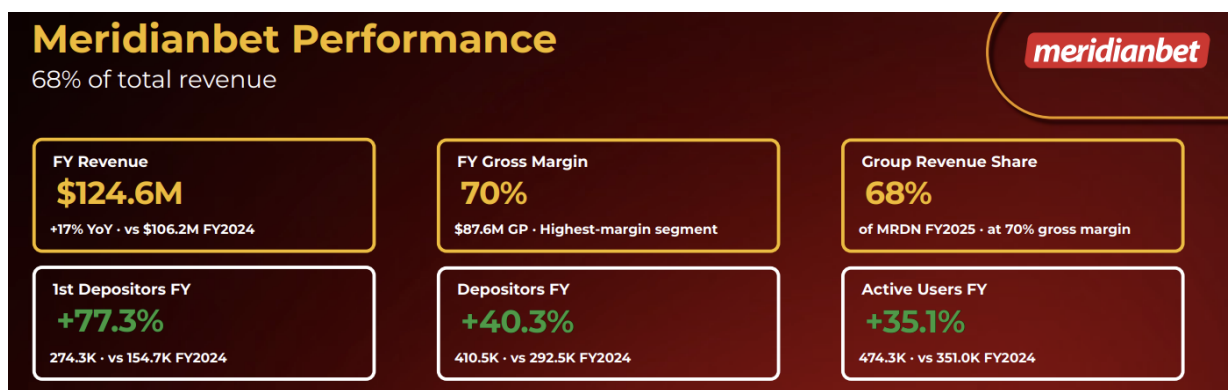 Meridianbet Performance
68% of total revenue
meridianbet
FY Revenue
$124.6M
+17% YoY · vs $106.2M FY2024
FY Gross Margin
70%
$87.6M GP · Highest-margin segment
Group Revenue Share
68%
of MRDN FY2025 · at 70% gross margin
1st Depositors FY
+77.3%
274.3K · vs 154.7K FY2024
Depositors FY
+40.3%
410.5K · vs 292.5K FY2024
Active Users FY
+35.1%
474.3K · vs 351.0K FY2024